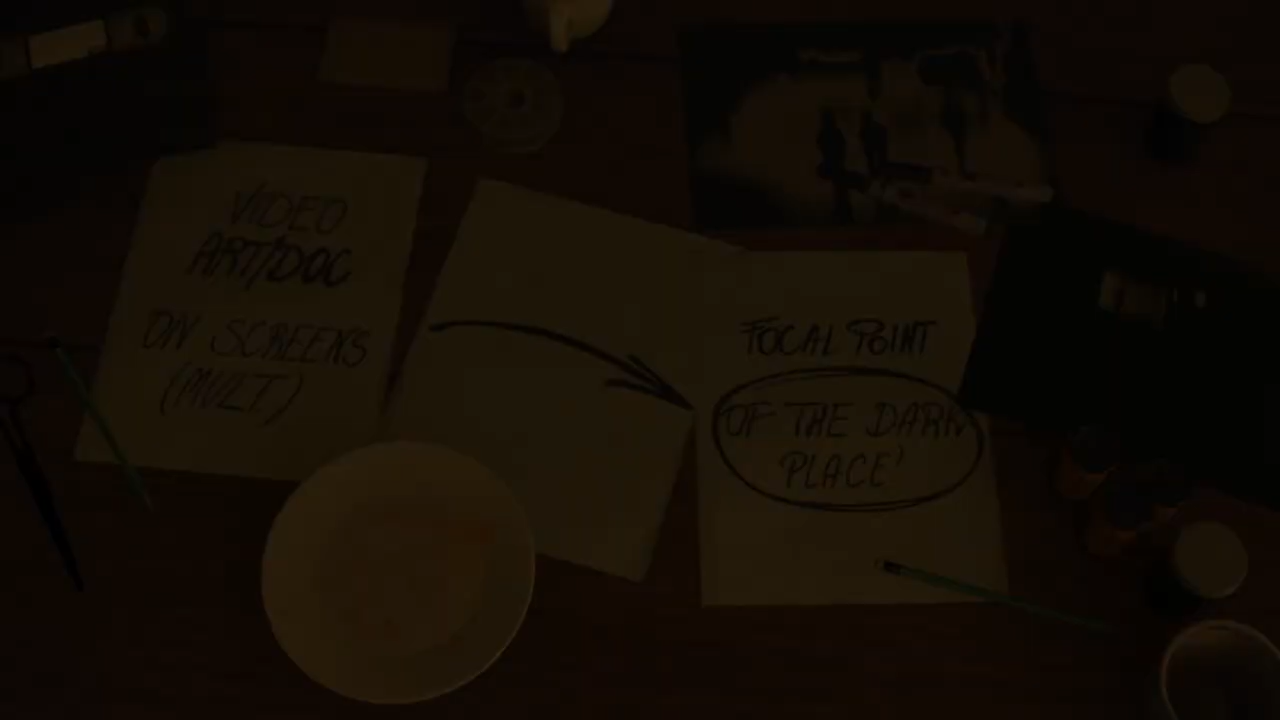 VIDEO
ART/DOC
ON SCREENS
(MULT)
FOCAL POINT
OF THE DARK
PLACE'